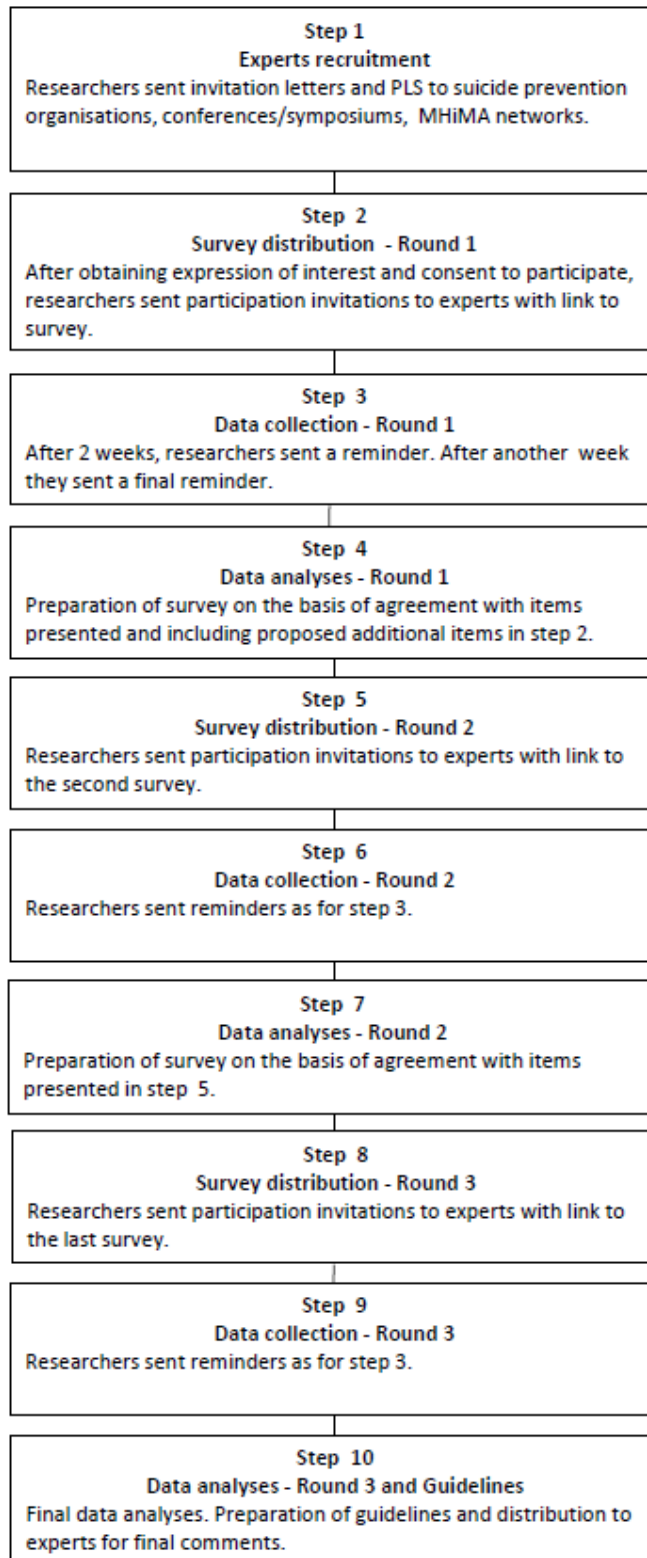 Step 1
Experts recruitment
Researchers sent invitation letters and PLS to suicide prevention
organisations, conferences/symposiums, MHiMA networks.
Step 2
Survey distribution - Round 1
After obtaining expression of interest and consent to participate,
researchers sent participation invitations to experts with link to
survey.
Step 3
Data collection - Round 1
After 2 weeks, researchers sent a reminder. After another week
they sent a final reminder.
Step 4
Data analyses - Round 1
Preparation of survey on the basis of agreement with items
presented and including proposed additional items in step 2.
Step 5
Survey distribution - Round 2
Researchers sent participation invitations to experts with link to
the second survey.
Step 6
Data collection - Round 2
Researchers sent reminders as for step 3.
Step 7
Data analyses - Round 2
Preparation of survey on the basis of agreement with items
presented in step 5.
Step 8
Survey distribution - Round 3
Researchers sent participation invitations to experts with link to
the last survey.
Step 9
Data collection - Round 3
Researchers sent reminders as for step 3.
Step 10
Data analyses - Round 3 and Guidelines
Final data analyses. Preparation of guidelines and distribution to
experts for final comments.